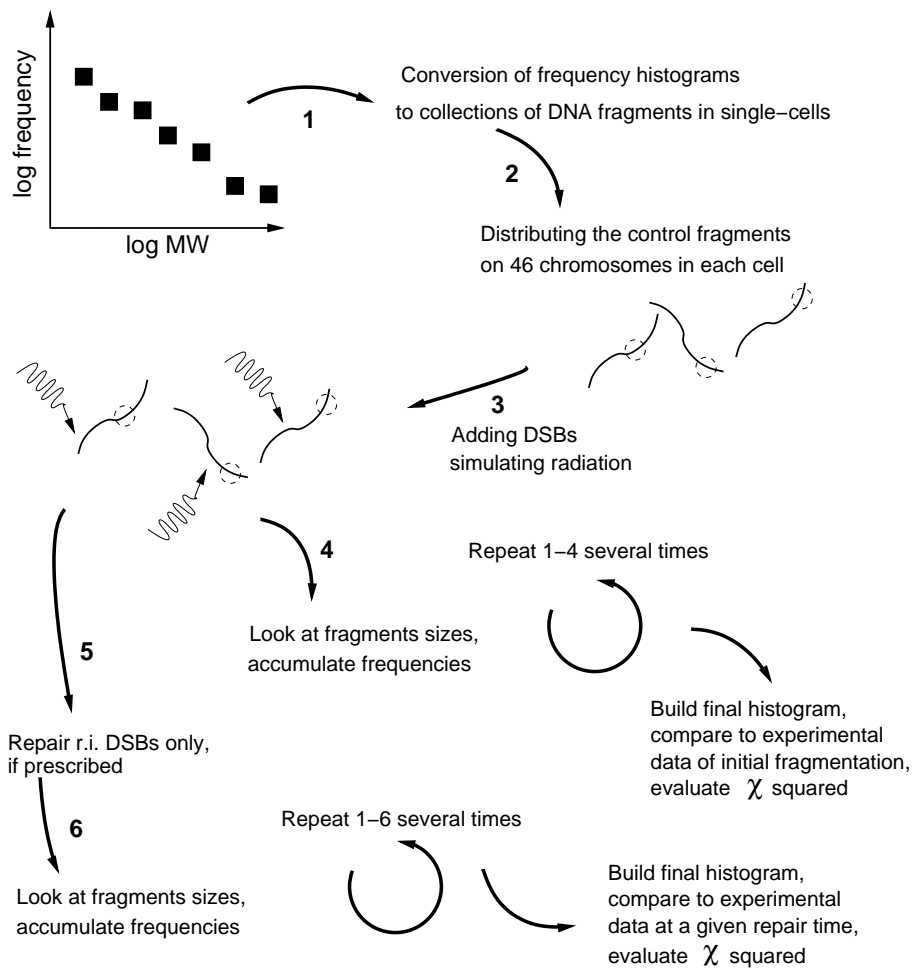 log frequency
log MW
1
Conversion of frequency histograms
to collections of DNA fragments in single−cells
2
Distributing the control fragments
on 46 chromosomes in each cell
3
Adding DSBs
simulating radiation
4
Look at fragments sizes,
accumulate frequencies
Repeat 1−4 several times
Build final histogram,
compare to experimental
data of initial fragmentation,
evaluate χ squared
5
Repair r.i. DSBs only,
if prescribed
6
Look at fragments sizes,
accumulate frequencies
Repeat 1−6 several times
Build final histogram,
compare to experimental
data at a given repair time,
evaluate χ squared